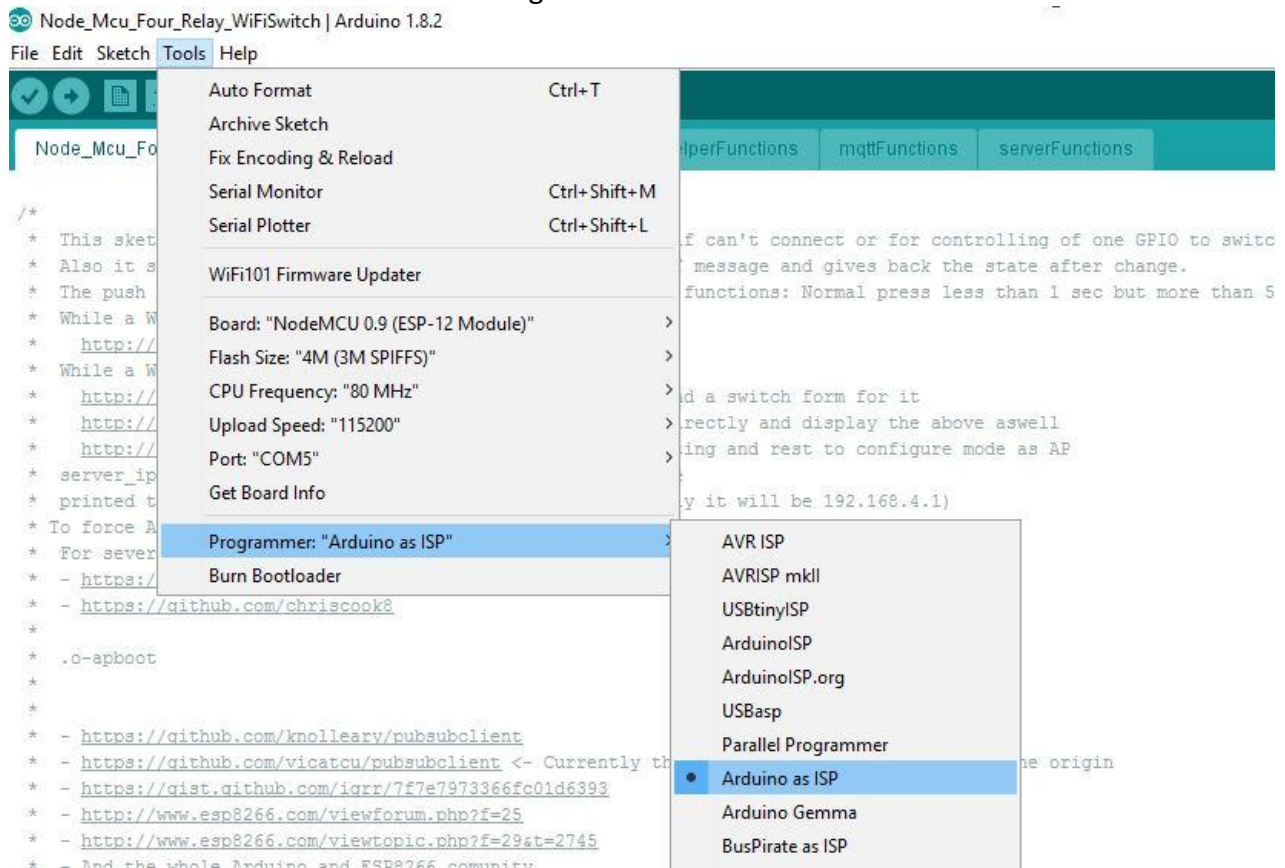 Node_Mcu_Four_Relay_WiFiSwitch | Arduino 1.8.2
File Edit Sketch Tools Help
Auto Format Ctrl+T
Archive Sketch
Node_Mcu_Fo lperFunctions mqttFunctions serverFunctions
Fix Encoding & Reload
Serial Monitor Ctrl+Shift+M
/*
Serial Plotter Ctrl+Shift+L
* This sket if can't connect or for controlling of one GPIO to switc
* Also it s message and gives back the state after change.
WiFi101 Firmware Updater
* The push functions: Normal press less than 1 sec but more than 5
* While a W
Board: "NodeMCU 0.9 (ESP-12 Module)" >
* http://
Flash Size: "4M (3M SPIFFS)" >
* While a W
CPU Frequency: "80 MHz" >
* http:// d a switch form for it
Upload Speed: "115200" >
* http:// rectly and display the above aswell
* http:// ing and rest to configure mode as AP
Port: "COM5" >
* server_ip
Get Board Info
* printed t y it will be 192.168.4.1)
* To force A
Programmer: "Arduino as ISP" >
* For sever
Burn Bootloader
* - https:/
* - https://github.com/chriscook8
*
* .o-apboot
*
*
* - https://github.com/knolleary/pubsubclient
* - https://github.com/vicatcu/pubsubclient <- Currently th he origin
* - https://gist.github.com/igrr/7f7e7973366fc01d6393
* - http://www.esp8266.com/viewforum.php?f=25
* - http://www.esp8266.com/viewtopic.php?f=29&t=2745
* - And the whole Arduino and ESP8266 comunity
AVR ISP
AVRISP mkII
USBtinyISP
ArduinoISP
ArduinoISP.org
USBasp
Parallel Programmer
Arduino as ISP
Arduino Gemma
BusPirate as ISP